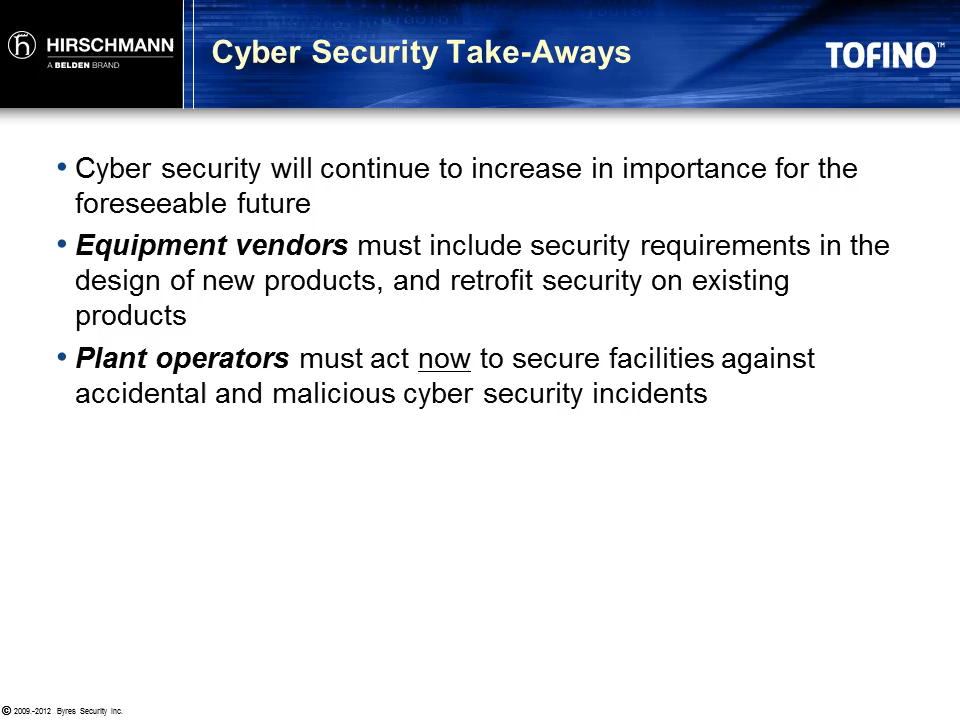 HIRSCHMANN
A BELDEN BRAND
Cyber Security Take-Aways
TOFINO™
• Cyber security will continue to increase in importance for the
foreseeable future
• Equipment vendors must include security requirements in the
design of new products, and retrofit security on existing
products
• Plant operators must act now to secure facilities against
accidental and malicious cyber security incidents
© 2009.-2012 Byres Security Inc.